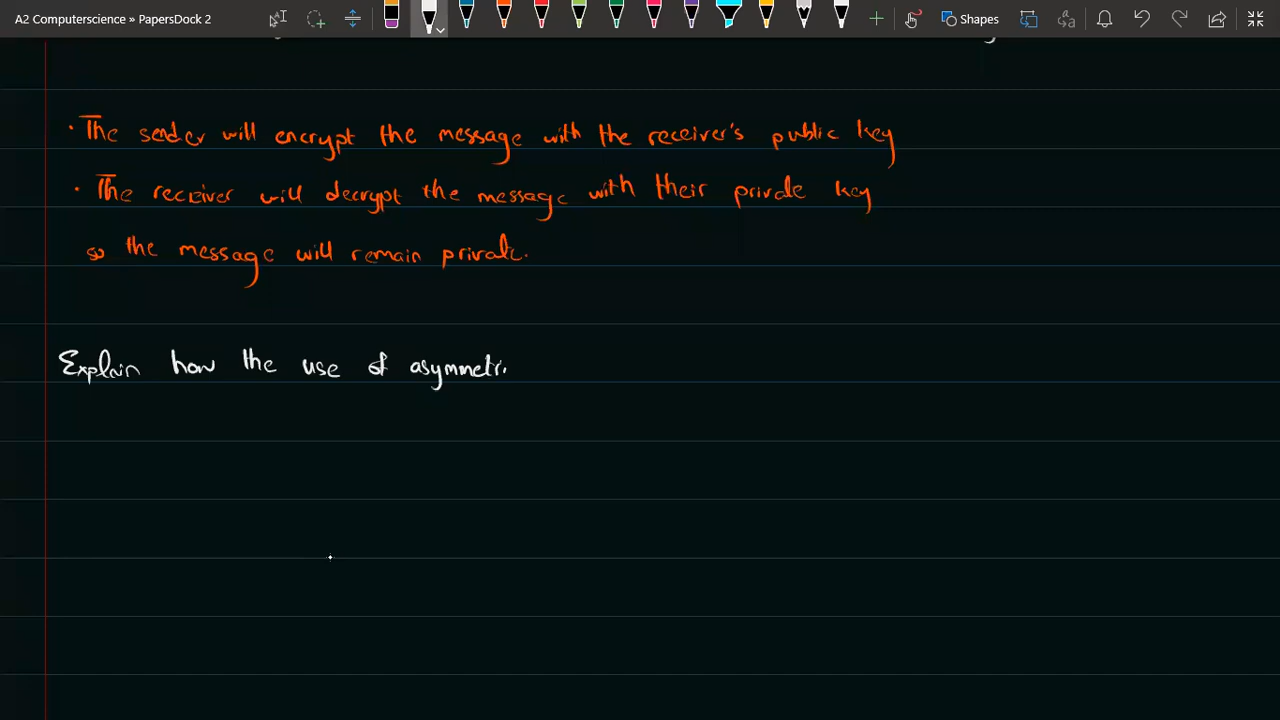 A2 Computerscience » PapersDock 2
Shapes
· The sender will encrypt the message with the receiver's public key
· The receiver will decrypt the message with their private key
so the message will remain private.
Explain how the use of asymmetri